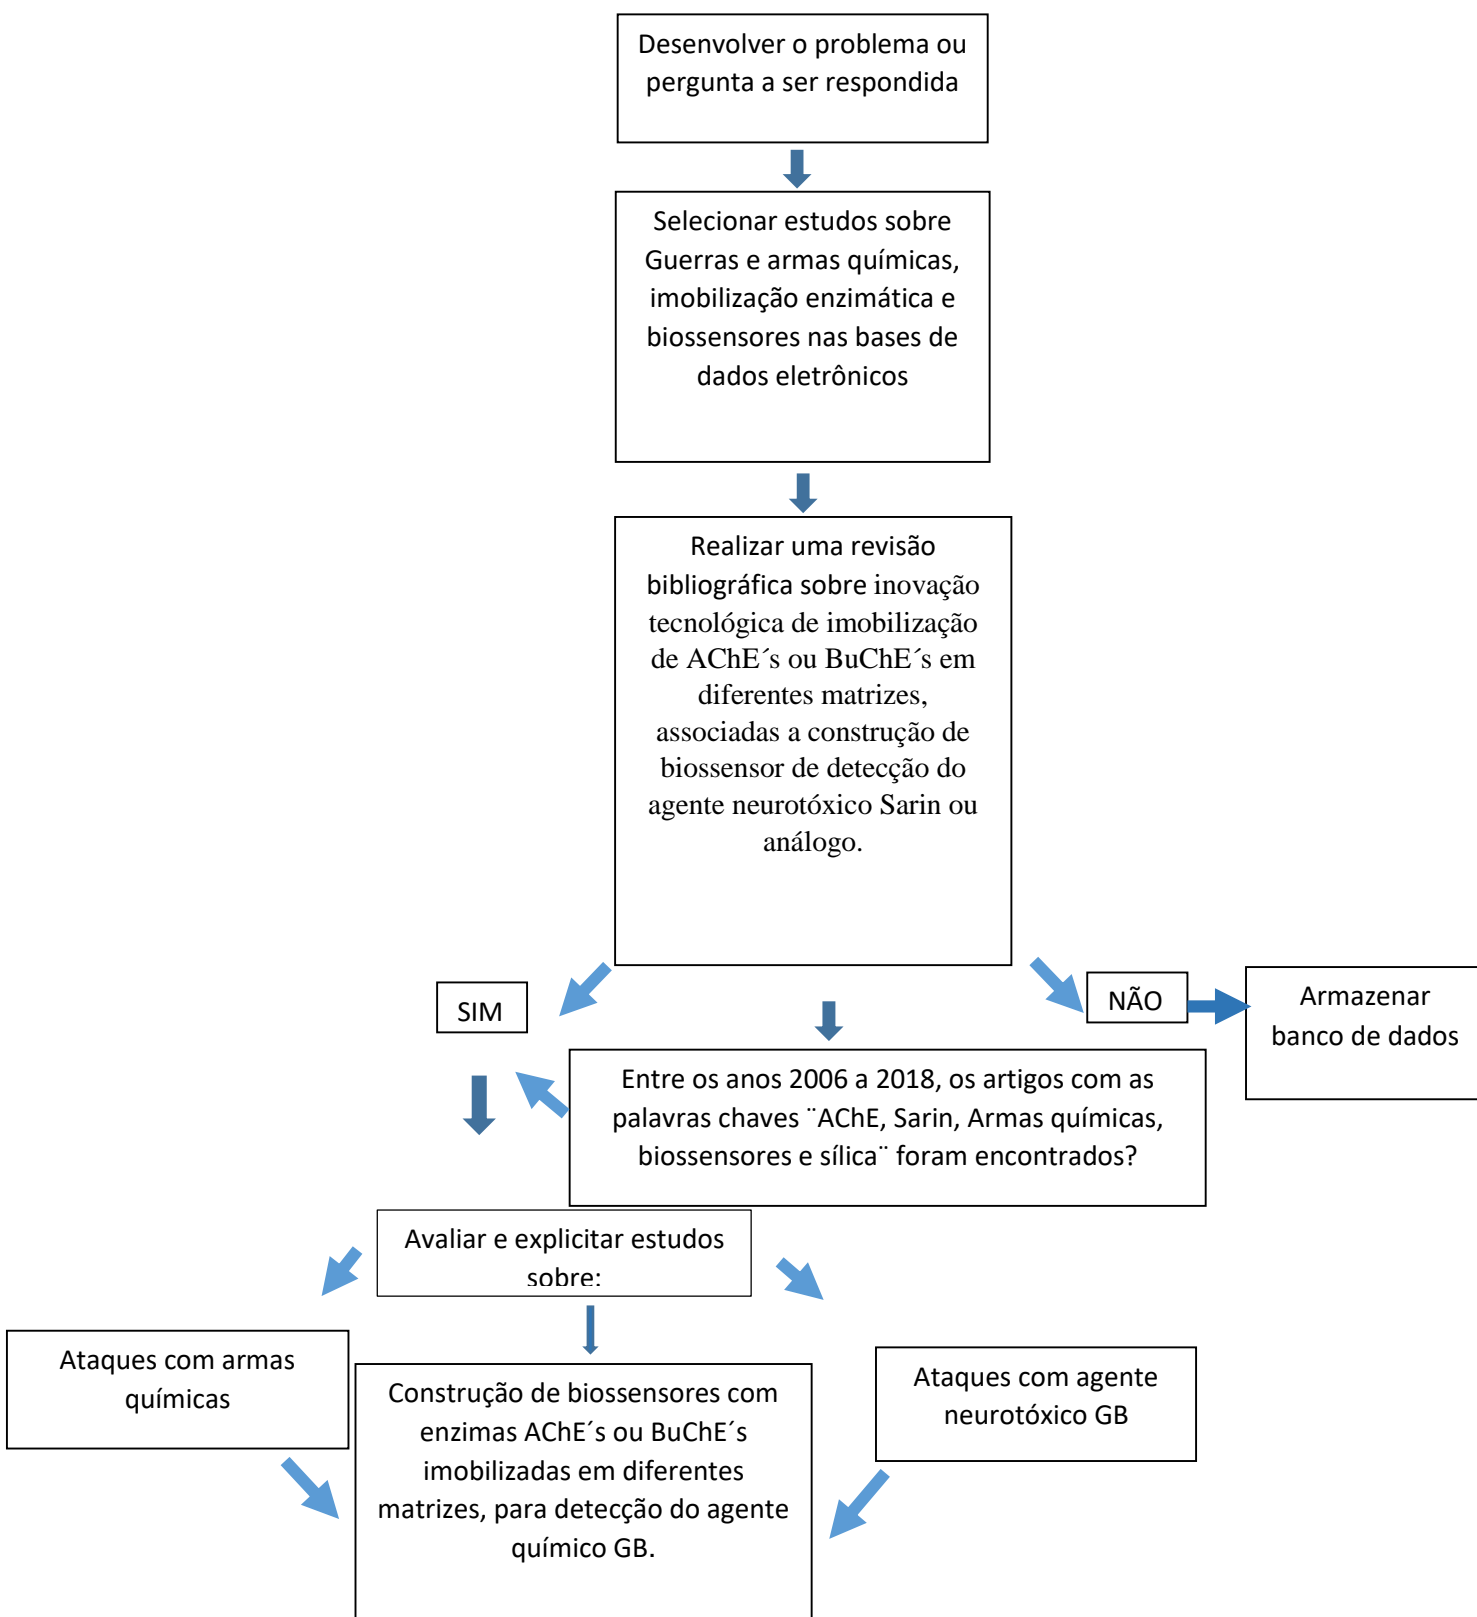 Desenvolver o problema ou
pergunta a ser respondida
Selecionar estudos sobre
Guerras e armas químicas,
imobilização enzimática e
biossensores nas bases de
dados eletrônicos
Realizar uma revisão
bibliográfica sobre inovação
tecnológica de imobilização
de AChE´s ou BuChE´s em
diferentes matrizes,
associadas a construção de
biossensor de detecção do
agente neurotóxico Sarin ou
análogo.
SIM
NÃO
Armazenar
banco de dados
Entre os anos 2006 a 2018, os artigos com as
palavras chaves ¨AChE, Sarin, Armas químicas,
biossensores e sílica¨ foram encontrados?
Avaliar e explicitar estudos
sobre:
Ataques com armas
químicas
Construção de biossensores com
enzimas AChE´s ou BuChE´s
imobilizadas em diferentes
matrizes, para detecção do agente
químico GB.
Ataques com agente
neurotóxico GB